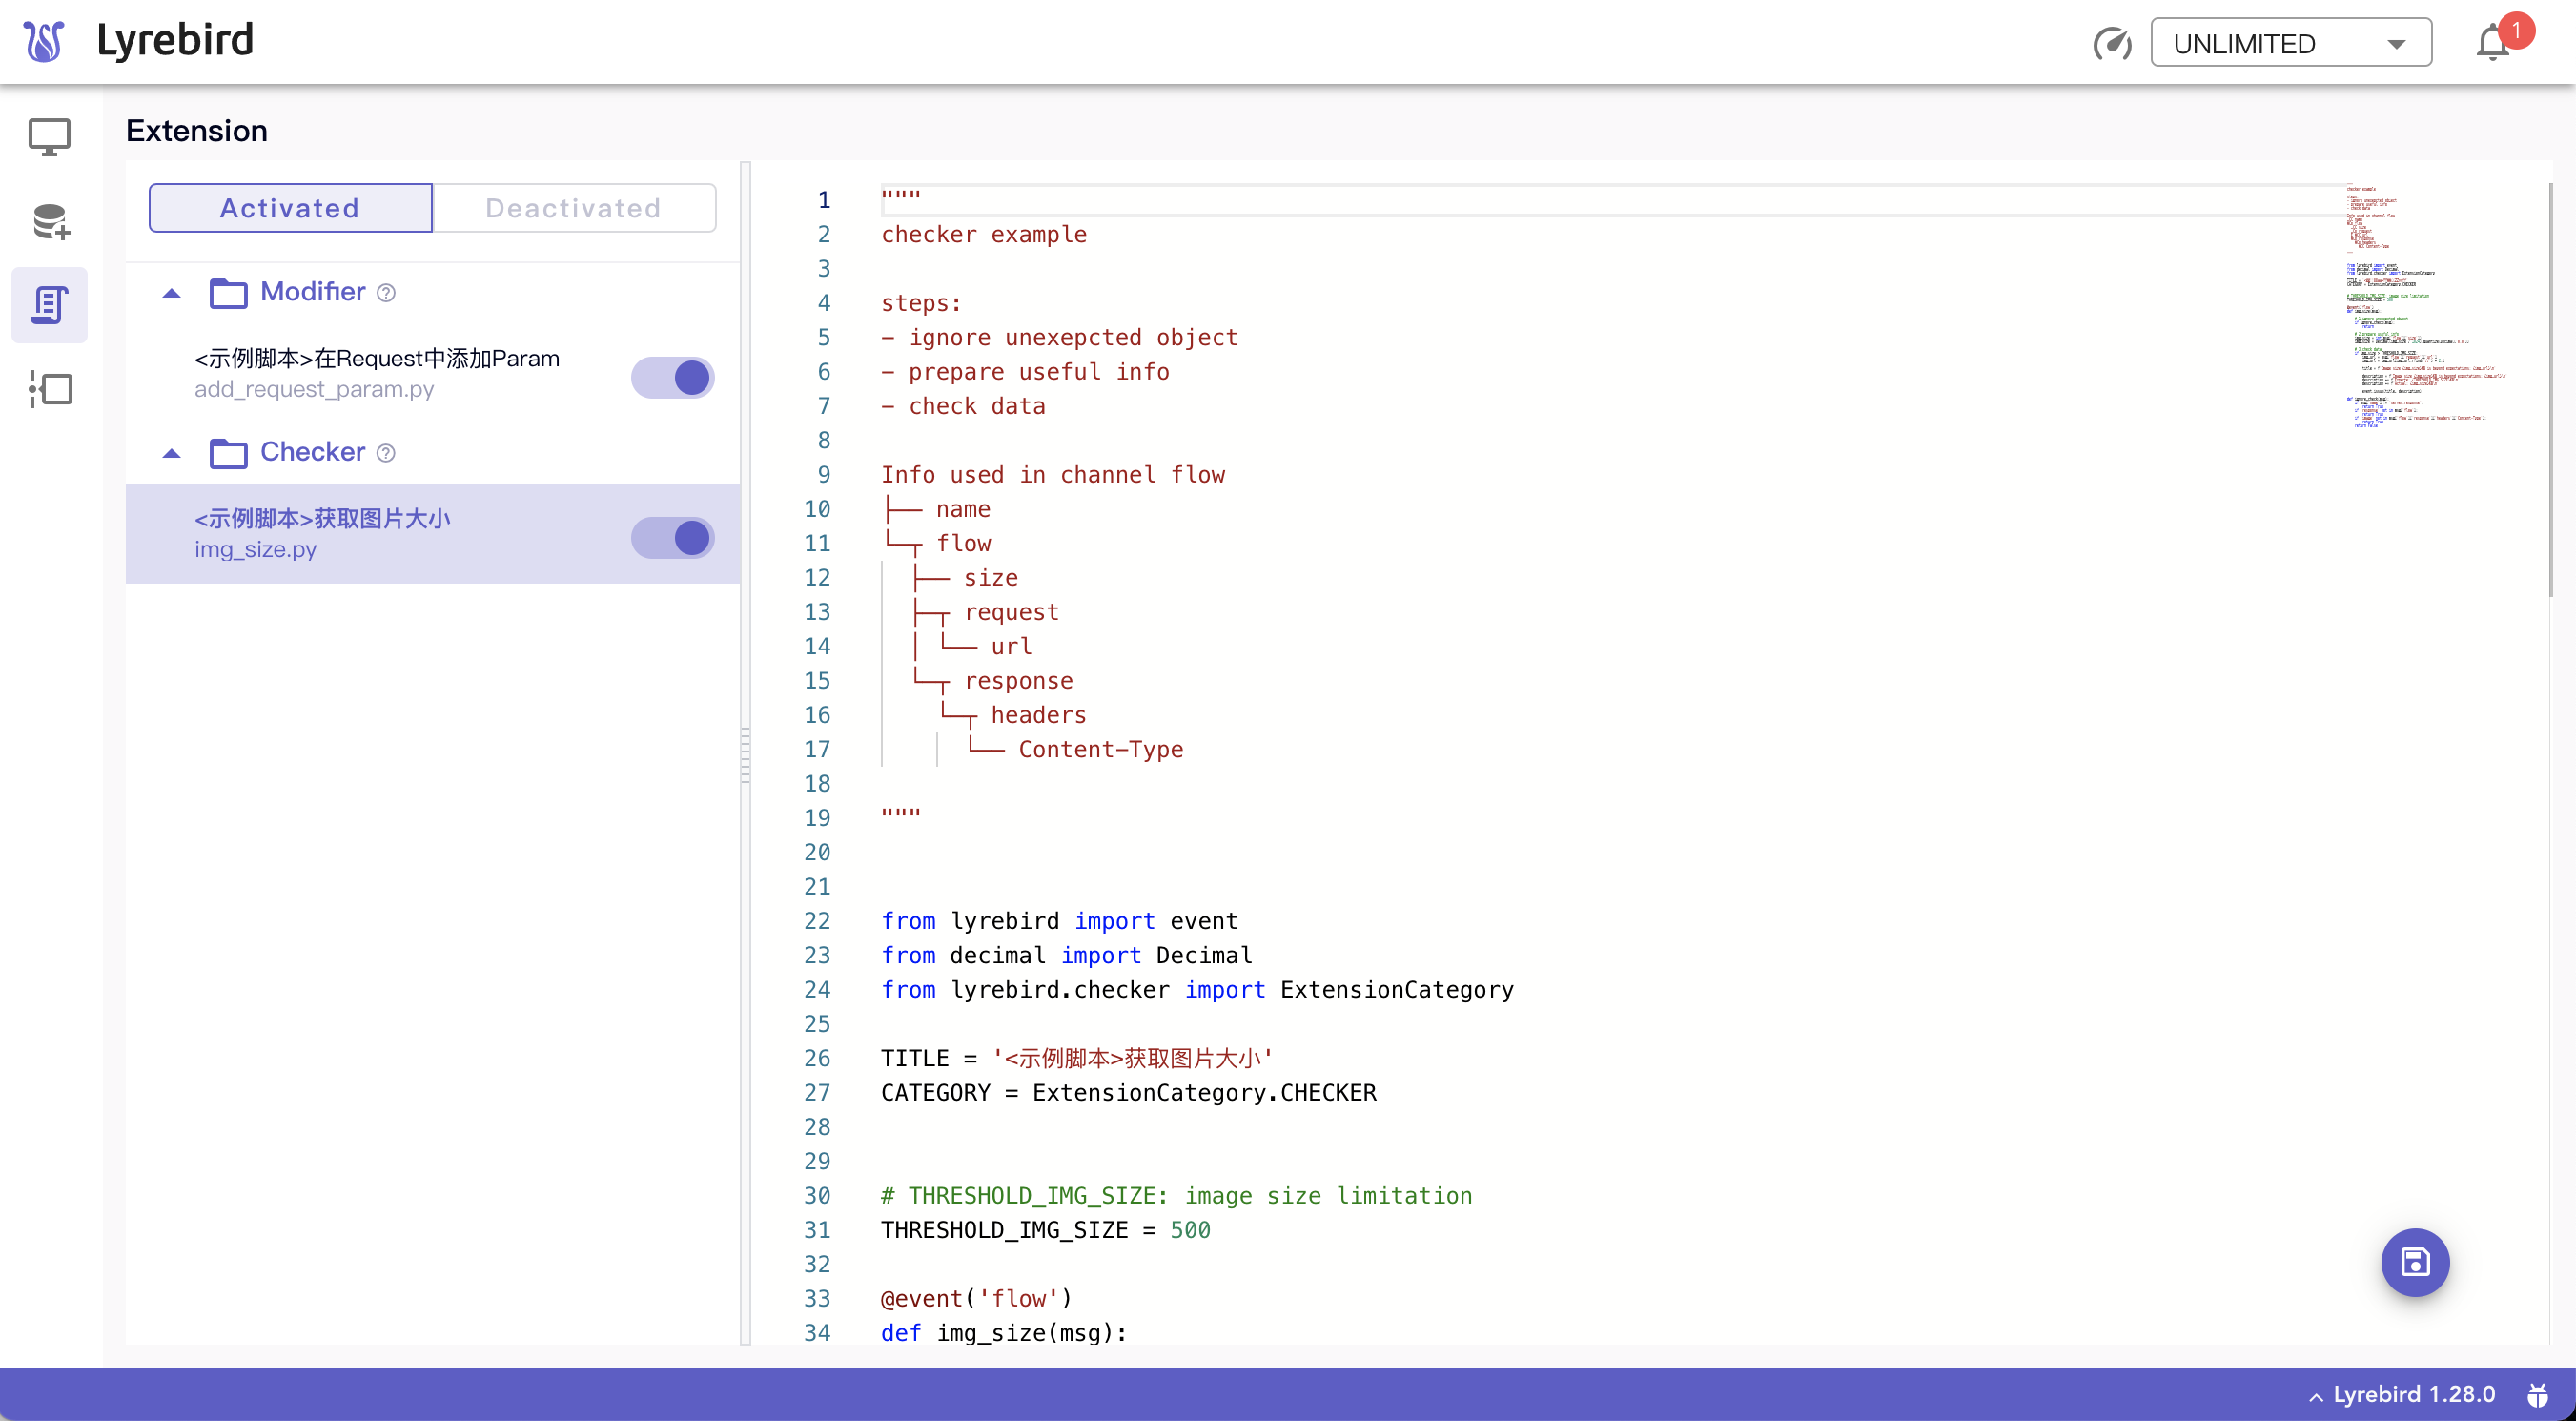 Lyrebird
UNLIMITED
1
Extension
Activated
Deactivated
Modifier
<示例脚本>在Request中添加Param
add_request_param.py
Checker
<示例脚本>获取图片大小
img_size.py
1 """
2 checker example
3
4 steps:
5 - ignore unexepcted object
6 - prepare useful info
7 - check data
8
9 Info used in channel flow
10 ├── name
11 └─┬ flow
12   ├── size
13   ├─┬ request
14   │ └── url
15   └─┬ response
16     └─┬ headers
17       └── Content-Type
18
19 """
20
21
22 from lyrebird import event
23 from decimal import Decimal
24 from lyrebird.checker import ExtensionCategory
25
26 TITLE = '<示例脚本>获取图片大小'
27 CATEGORY = ExtensionCategory.CHECKER
28
29
30 # THRESHOLD_IMG_SIZE: image size limitation
31 THRESHOLD_IMG_SIZE = 500
32
33 @event('flow')
34 def img_size(msg):
Lyrebird 1.28.0